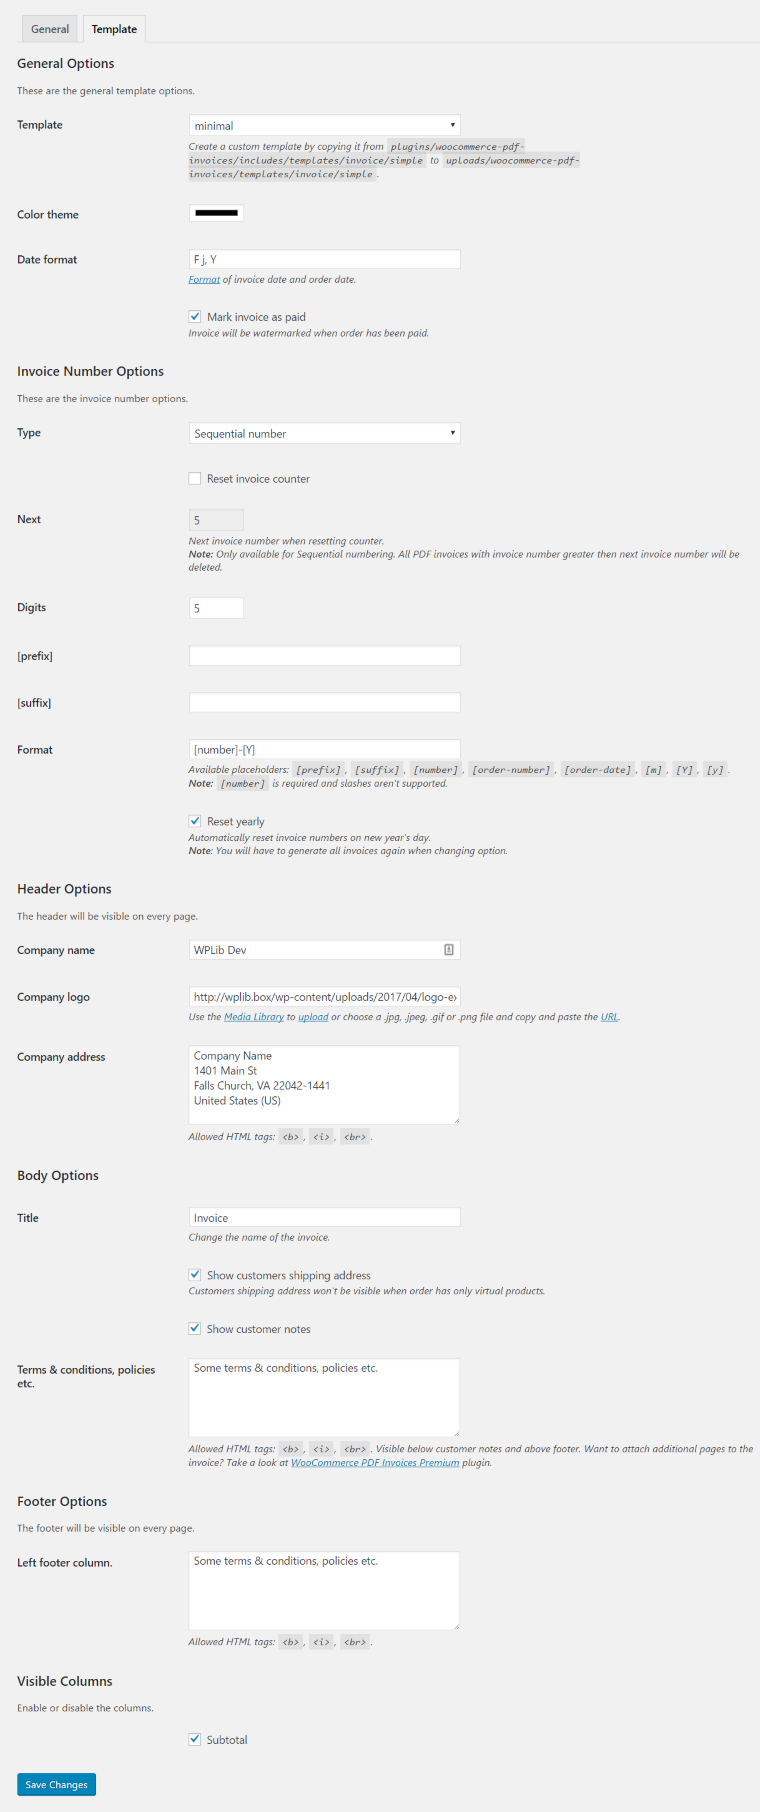 General Template
General Options
These are the general template options.
Template minimal
Create a custom template by copying it from plugins/woocommerce-pdf-
invoices/includes/templates/invoice/simple to uploads/woocommerce-pdf-
invoices/templates/invoice/simple .
Color theme
Date format F j, Y
Format of invoice date and order date.
Mark invoice as paid
Invoice will be watermarked when order has been paid.
Invoice Number Options
These are the invoice number options.
Type Sequential number
Reset invoice counter
Next 5
Next invoice number when resetting counter.
Note: Only available for Sequential numbering. All PDF invoices with invoice number greater then next invoice number will be
deleted.
Digits 5
[prefix]
[suffix]
Format [number]-[Y]
Available placeholders: [prefix] , [suffix] , [number] , [order-number] , [order-date] , [m] , [Y] , [y] .
Note: [number] is required and slashes aren't supported.
Reset yearly
Automatically reset invoice numbers on new year's day.
Note: You will have to generate all invoices again when changing option.
Header Options
The header will be visible on every page.
Company name WPLib Dev
Company logo http://wplib.box/wp-content/uploads/2017/04/logo-ex
Use the Media Library to upload or choose a .jpg, .jpeg, .gif or .png file and copy and paste the URL.
Company address Company Name
1401 Main St
Falls Church, VA 22042-1441
United States (US)
Allowed HTML tags: <b> , <i> , <br> .
Body Options
Title Invoice
Change the name of the invoice.
Show customers shipping address
Customers shipping address won't be visible when order has only virtual products.
Show customer notes
Terms & conditions, policies Some terms & conditions, policies etc.
etc.
Allowed HTML tags: <b> , <i> , <br> . Visible below customer notes and above footer. Want to attach additional pages to the
invoice? Take a look at WooCommerce PDF Invoices Premium plugin.
Footer Options
The footer will be visible on every page.
Left footer column. Some terms & conditions, policies etc.
Allowed HTML tags: <b> , <i> , <br> .
Visible Columns
Enable or disable the columns.
Subtotal
Save Changes